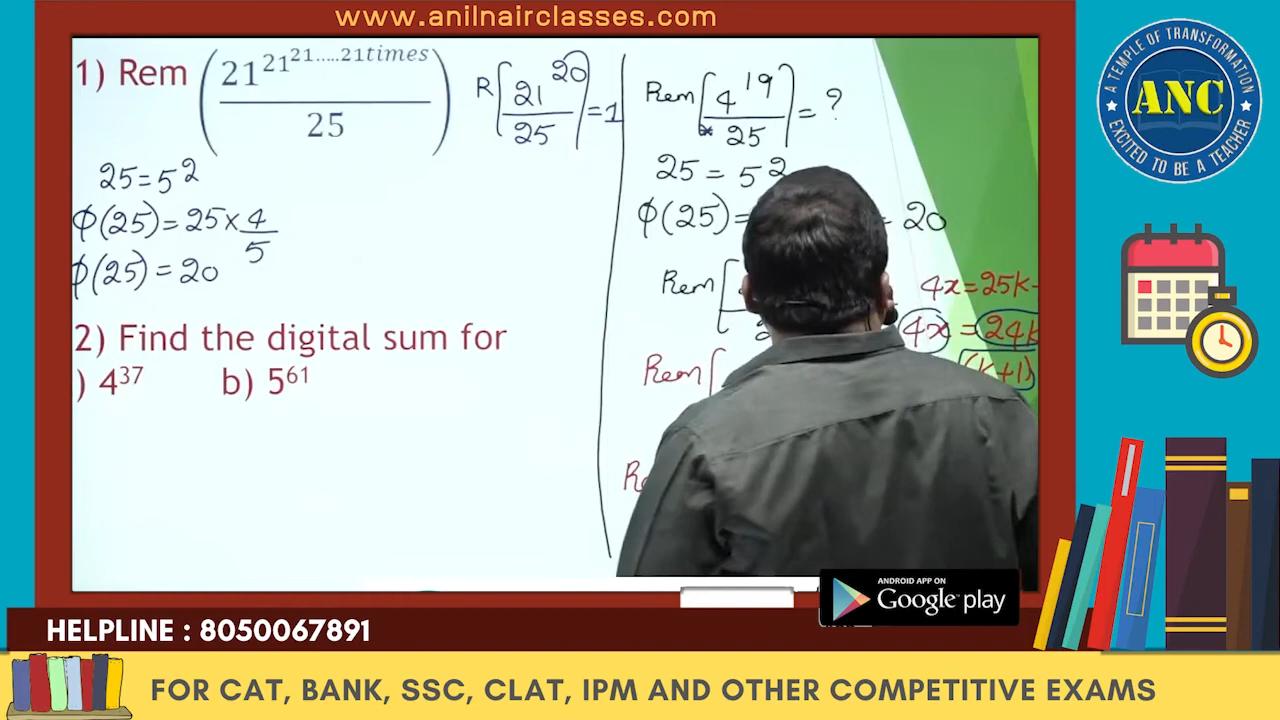 www.anilnairclasses.com
1) Rem (21^21^21.....21times / 25)
R[21^20 / 25] = 1
25 = 5^2
φ(25) = 25 × 4/5
φ(25) = 20
2) Find the digital sum for
) 4^37 b) 5^61
Rem[4^19 / 25] = ?
25 = 5^2
φ(25) = = 20
Rem[
4x = 25k
4x = 24k
(k+1)
Rem[
A TEMPLE OF TRANSFORMATION
ANC
EXCITED TO BE A TEACHER
ANDROID APP ON
Google play
HELPLINE : 8050067891
FOR CAT, BANK, SSC, CLAT, IPM AND OTHER COMPETITIVE EXAMS